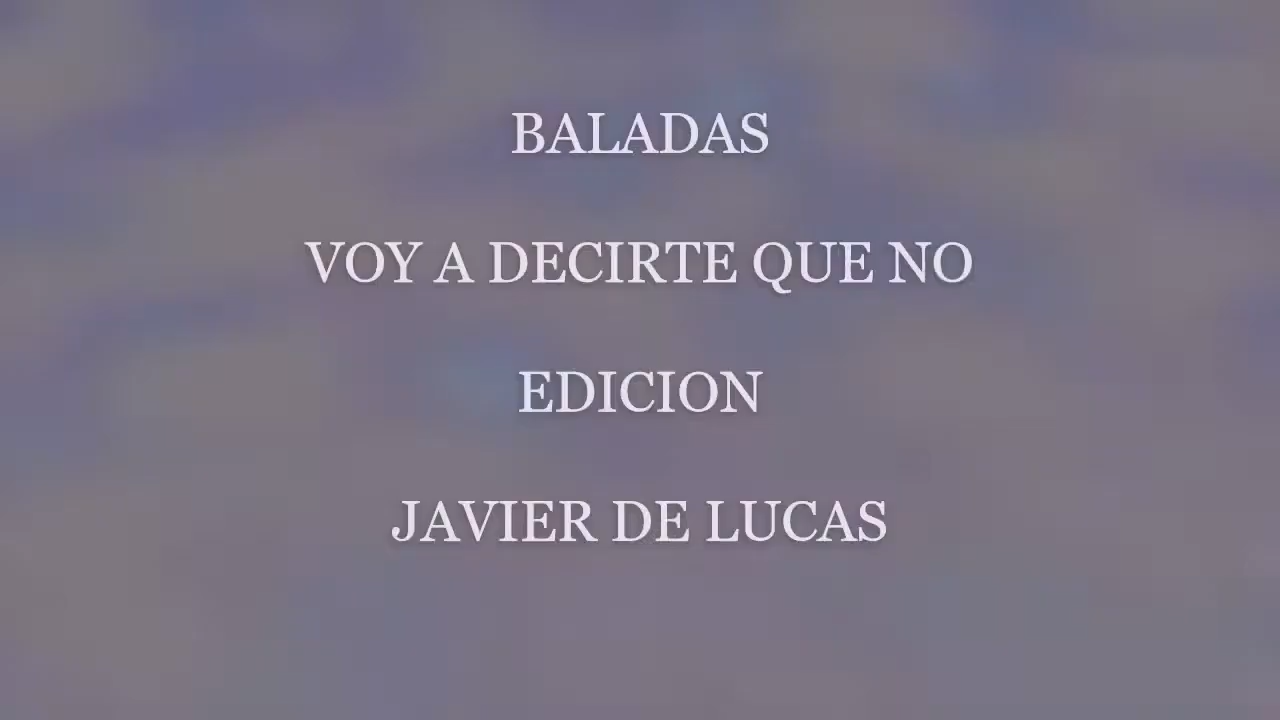 BALADAS
VOY A DECIRTE QUE NO
EDICION
JAVIER DE LUCAS